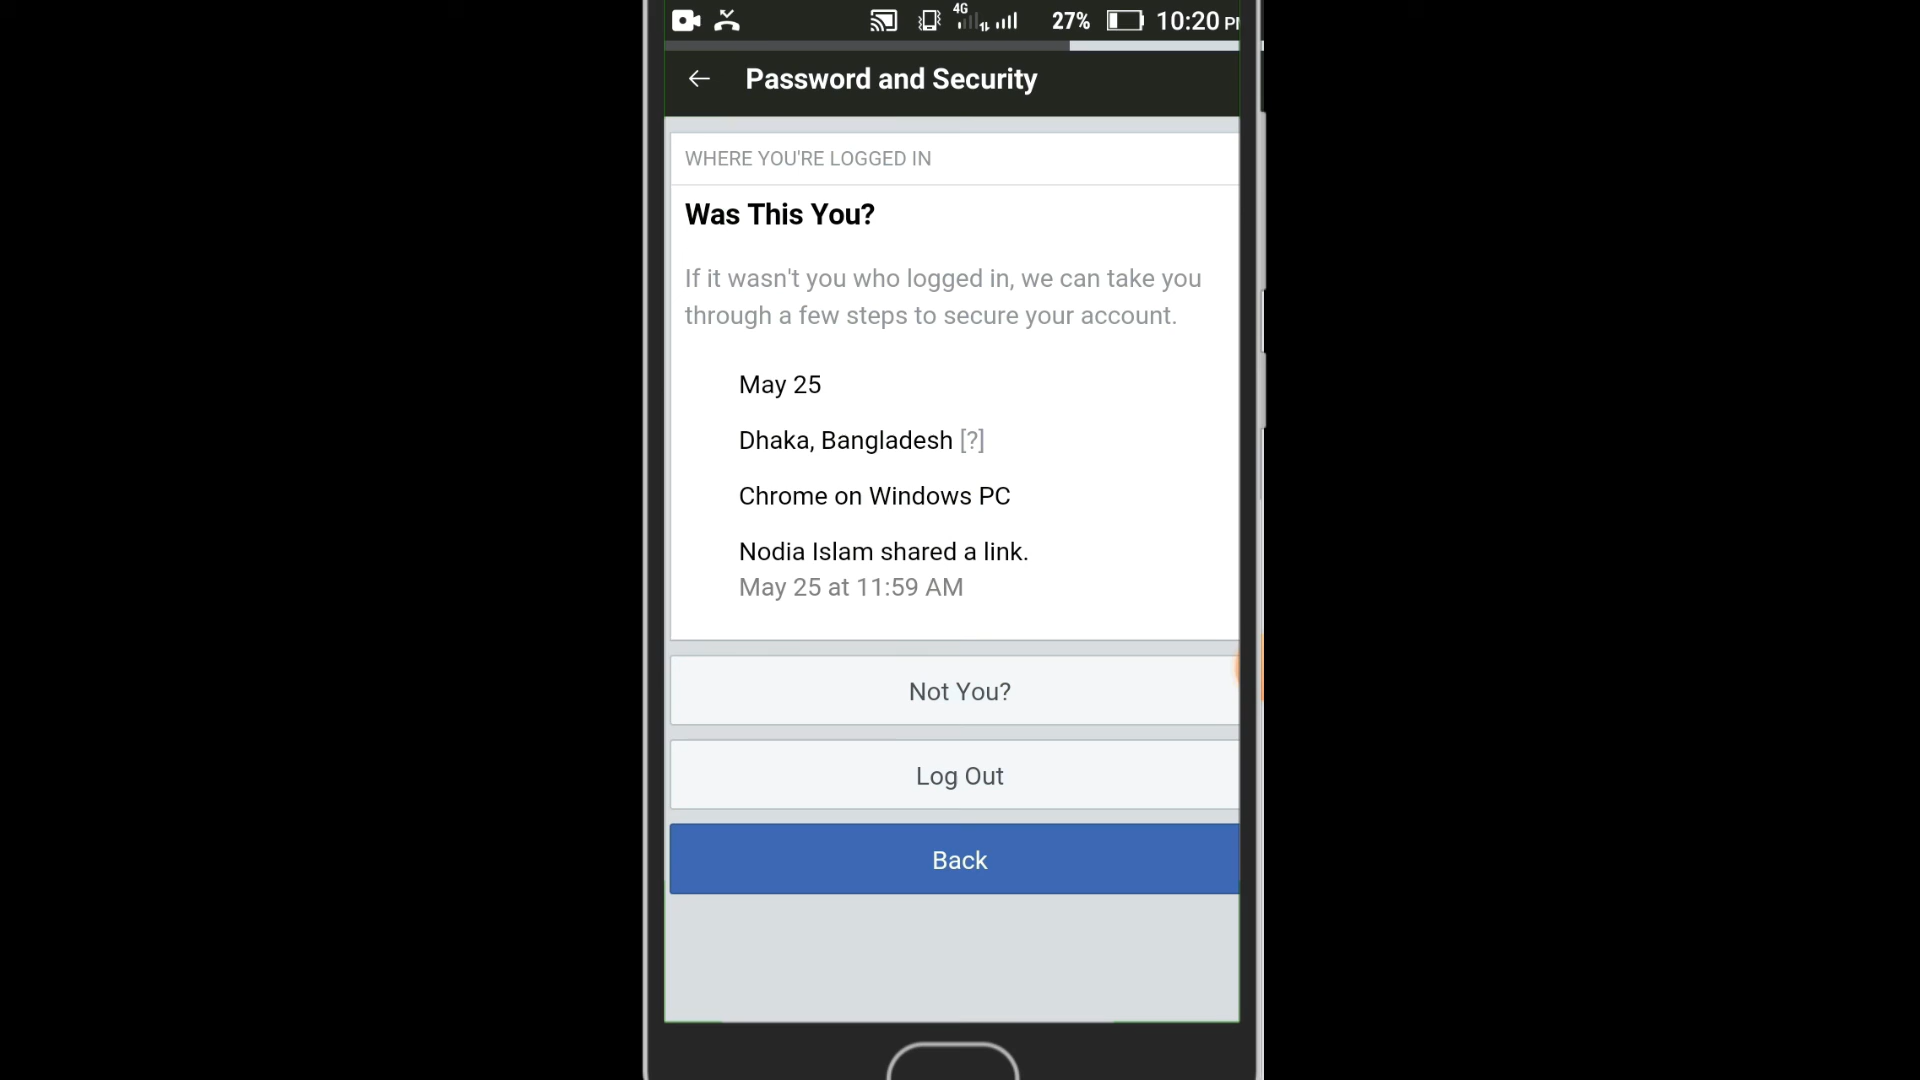 4G 27% 10:20
Password and Security
WHERE YOU'RE LOGGED IN
Was This You?
If it wasn't you who logged in, we can take you
through a few steps to secure your account.
May 25
Dhaka, Bangladesh [?]
Chrome on Windows PC
Nodia Islam shared a link.
May 25 at 11:59 AM
Not You?
Log Out
Back